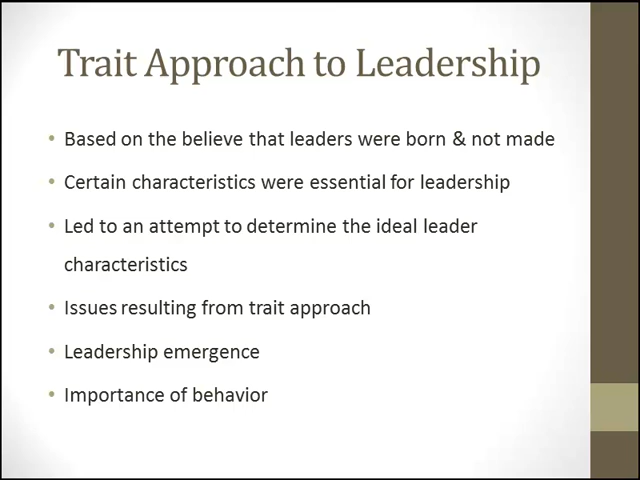 Trait Approach to Leadership
• Based on the believe that leaders were born & not made
• Certain characteristics were essential for leadership
• Led to an attempt to determine the ideal leader
characteristics
• Issues resulting from trait approach
• Leadership emergence
• Importance of behavior